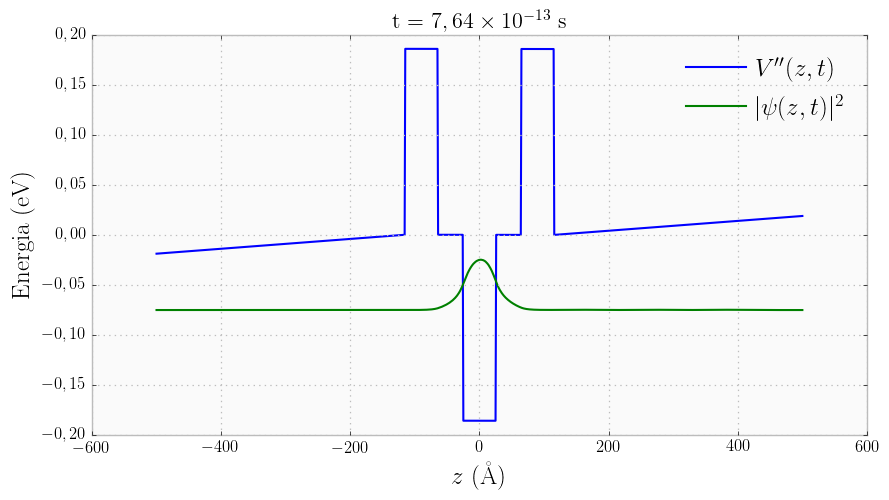 t = 7,64 × 10⁻¹³ s
V″(z, t)
|ψ(z, t)|²
Energia (eV)
0,20
0,15
0,10
0,05
0,00
−0,05
−0,10
−0,15
−0,20
−600 −400 −200 0 200 400 600
z (Å)